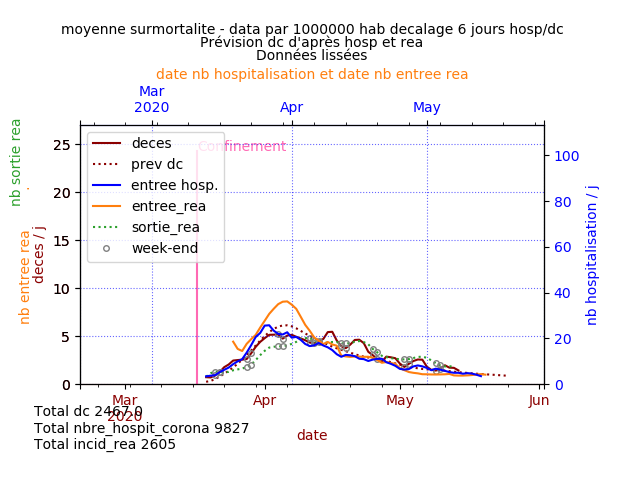 moyenne surmortalite - data par 1000000 hab decalage 6 jours hosp/dc
Prévision dc d'après hosp et rea
Données lissées
date nb hospitalisation et date nb entree rea
Mar
2020
Apr
May
nb sortie rea
nb entree rea
deces / j
25
20
15
10
5
0
Confinement
deces
prev dc
entree hosp.
entree_rea
sortie_rea
week-end
100
80
60
40
20
0
nb hospitalisation / j
Mar
2020
Apr
May
Jun
date
Total dc 2467.0
Total nbre_hospit_corona 9827
Total incid_rea 2605